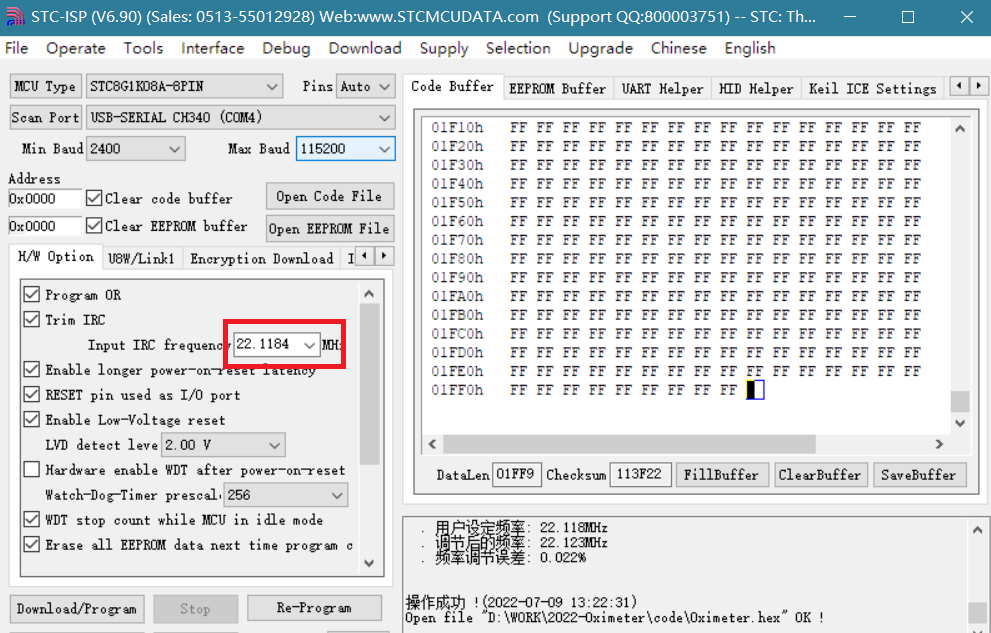 STC-ISP (V6.90) (Sales: 0513-55012928) Web:www.STCMCUDATA.com (Support QQ:800003751) -- STC: Th...
File Operate Tools Interface Debug Download Supply Selection Upgrade Chinese English
MCU Type STC8G1K08A-8PIN Pins Auto
Scan Port USB-SERIAL CH340 (COM4)
Min Baud 2400 Max Baud 115200
Address
0x0000 Clear code buffer Open Code File
0x0000 Clear EEPROM buffer Open EEPROM File
H/W Option U8W/Link1 Encryption Download I
Program OR
Trim IRC
Input IRC frequency 22.1184 MHz
Enable longer power-on-reset latency
RESET pin used as I/O port
Enable Low-Voltage reset
LVD detect leve 2.00 V
Hardware enable WDT after power-on-reset
Watch-Dog-Timer prescal 256
WDT stop count while MCU in idle mode
Erase all EEPROM data next time program c
Download/Program Stop Re-Program
Code Buffer EEPROM Buffer UART Helper HID Helper Keil ICE Settings
01F10h FF FF FF FF FF FF FF FF FF FF FF FF FF FF FF FF
01F20h FF FF FF FF FF FF FF FF FF FF FF FF FF FF FF FF
01F30h FF FF FF FF FF FF FF FF FF FF FF FF FF FF FF FF
01F40h FF FF FF FF FF FF FF FF FF FF FF FF FF FF FF FF
01F50h FF FF FF FF FF FF FF FF FF FF FF FF FF FF FF FF
01F60h FF FF FF FF FF FF FF FF FF FF FF FF FF FF FF FF
01F70h FF FF FF FF FF FF FF FF FF FF FF FF FF FF FF FF
01F80h FF FF FF FF FF FF FF FF FF FF FF FF FF FF FF FF
01F90h FF FF FF FF FF FF FF FF FF FF FF FF FF FF FF FF
01FA0h FF FF FF FF FF FF FF FF FF FF FF FF FF FF FF FF
01FB0h FF FF FF FF FF FF FF FF FF FF FF FF FF FF FF FF
01FC0h FF FF FF FF FF FF FF FF FF FF FF FF FF FF FF FF
01FD0h FF FF FF FF FF FF FF FF FF FF FF FF FF FF FF FF
01FE0h FF FF FF FF FF FF FF FF FF FF FF FF FF FF FF FF
01FF0h FF FF FF FF FF FF FF FF FF
DataLen 01FF9 Checksum 113F22 FillBuffer ClearBuffer SaveBuffer
. 用户设定频率: 22.118MHz
. 调节后的频率: 22.123MHz
. 频率调节误差: 0.022%
操作成功 !(2022-07-09 13:22:31)
Open file "D:\WORK\2022-Oximeter\code\Oximeter.hex" OK !